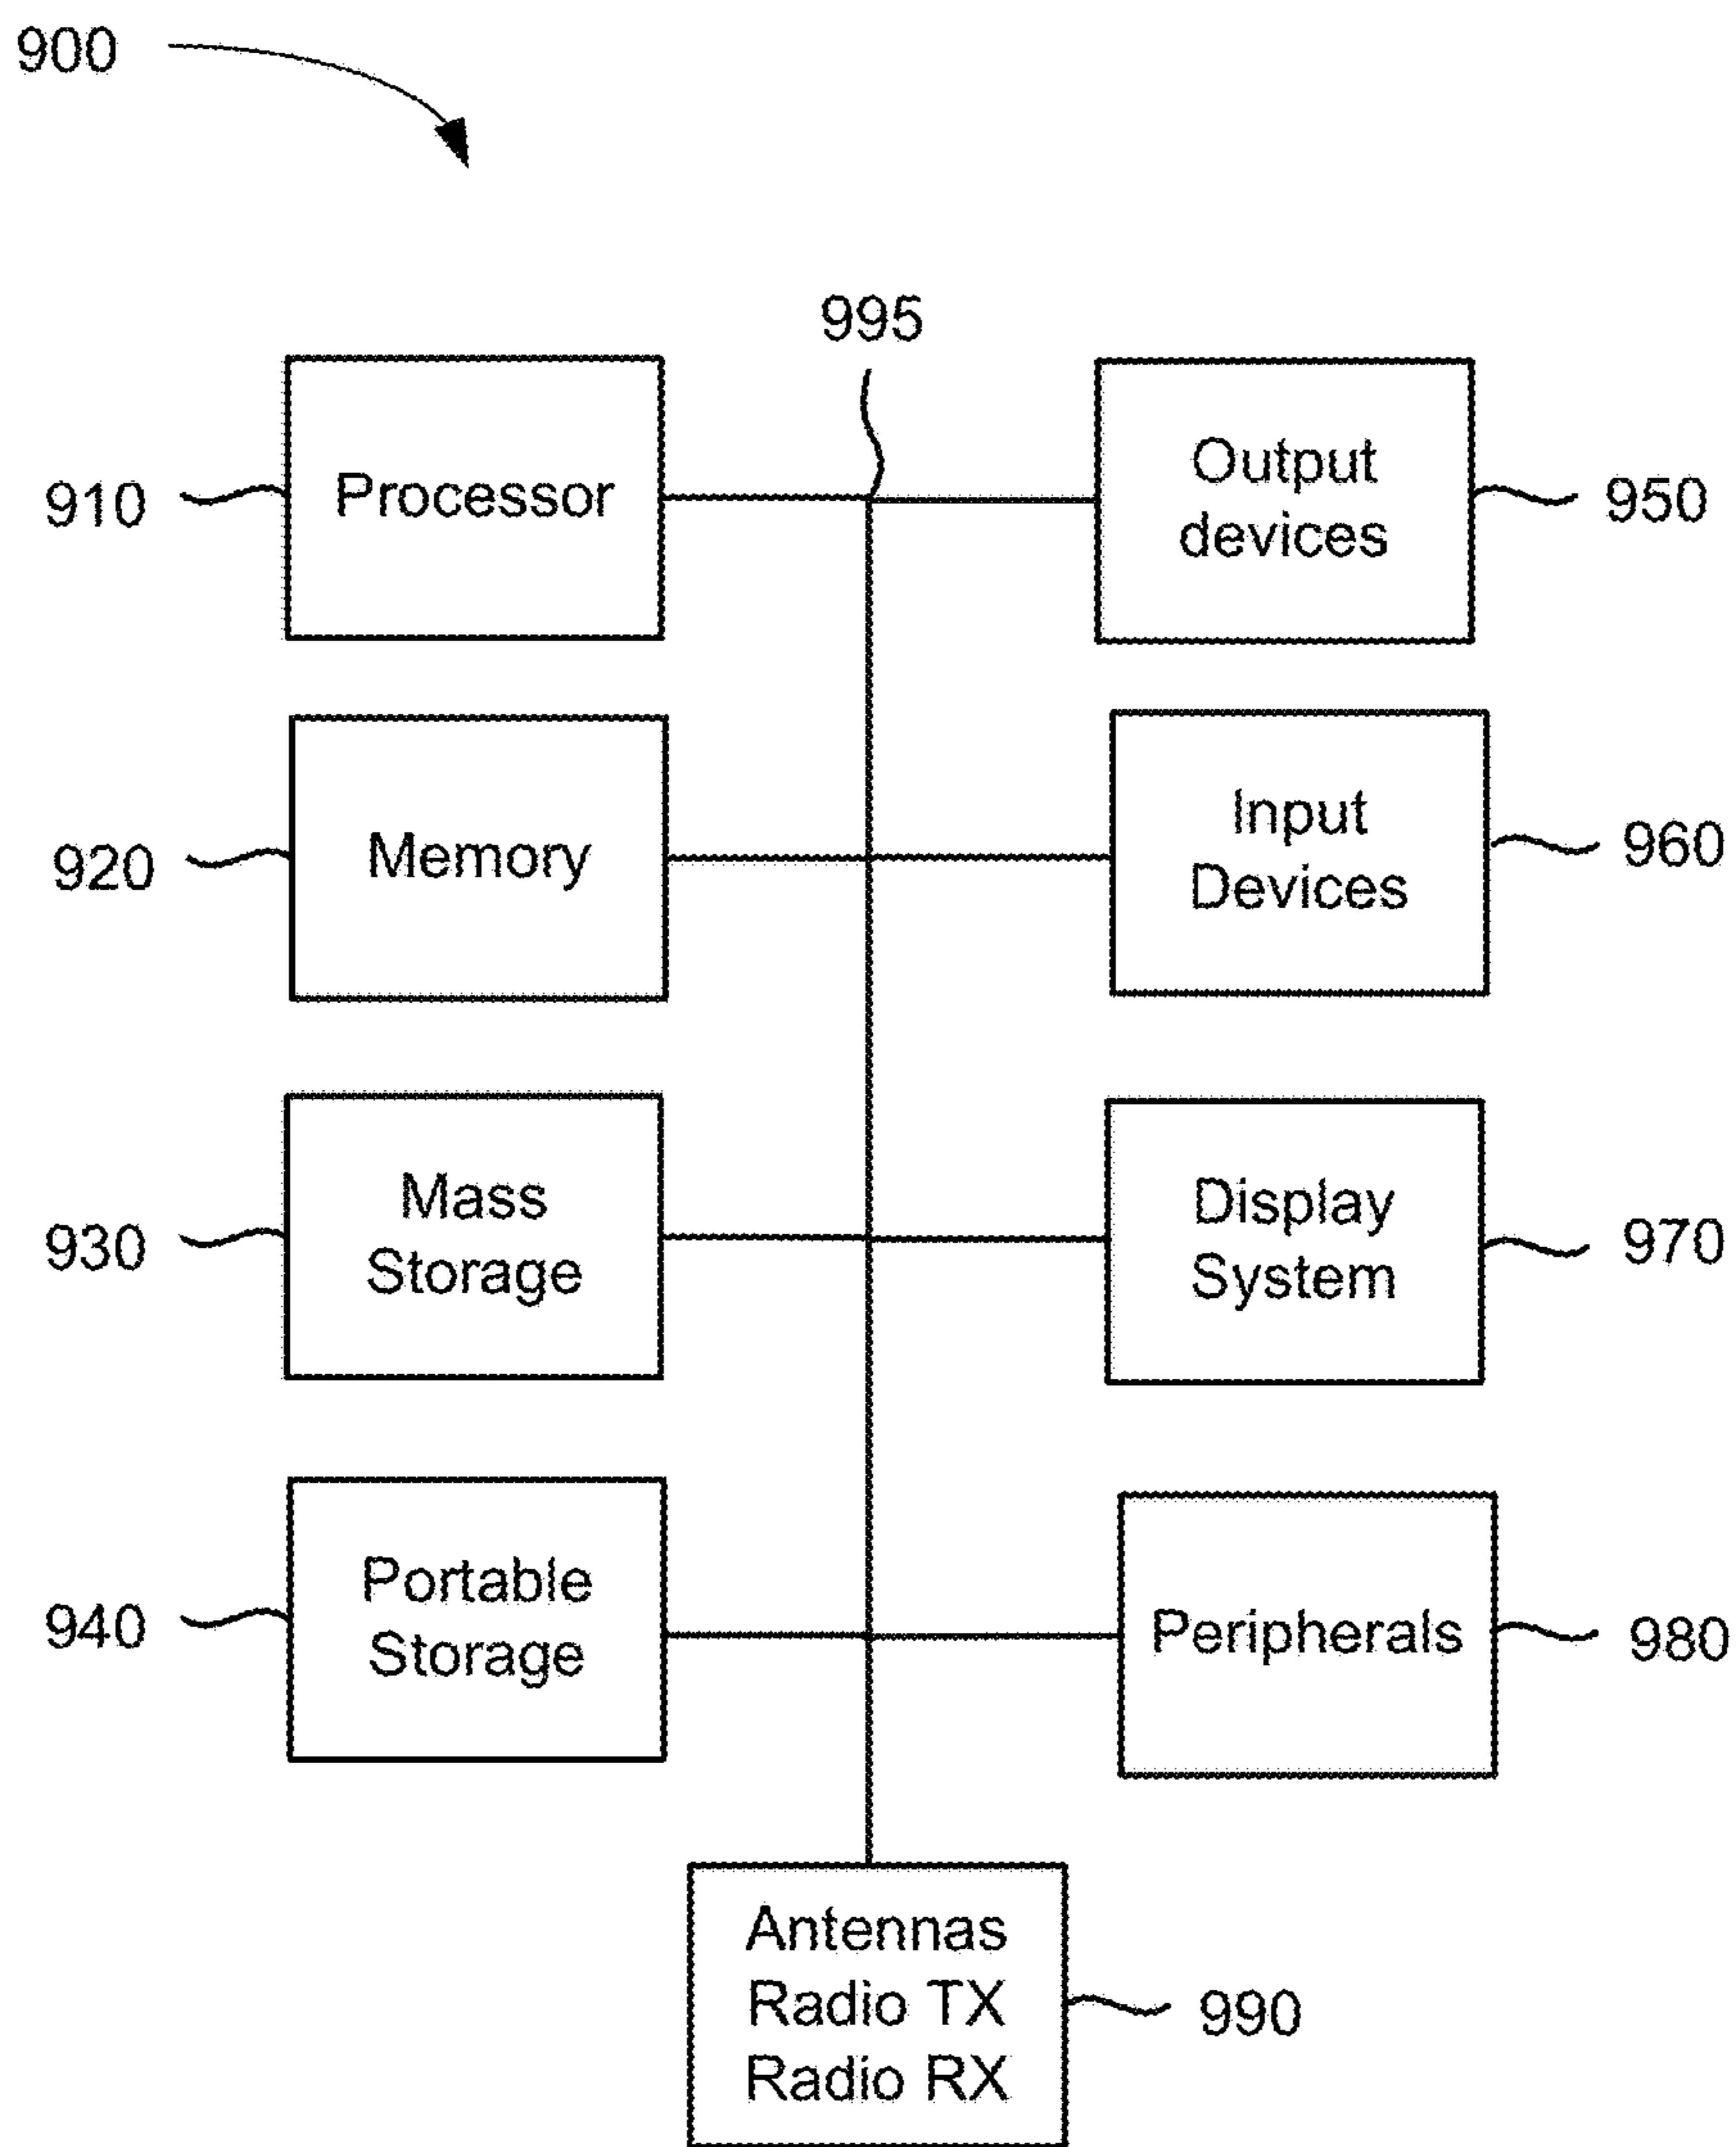 900
995
910
Processor
Output
devices
950
920
Memory
Input
Devices
960
930
Mass
Storage
Display
System
970
940
Portable
Storage
Peripherals
980
Antennas
Radio TX
Radio RX
990